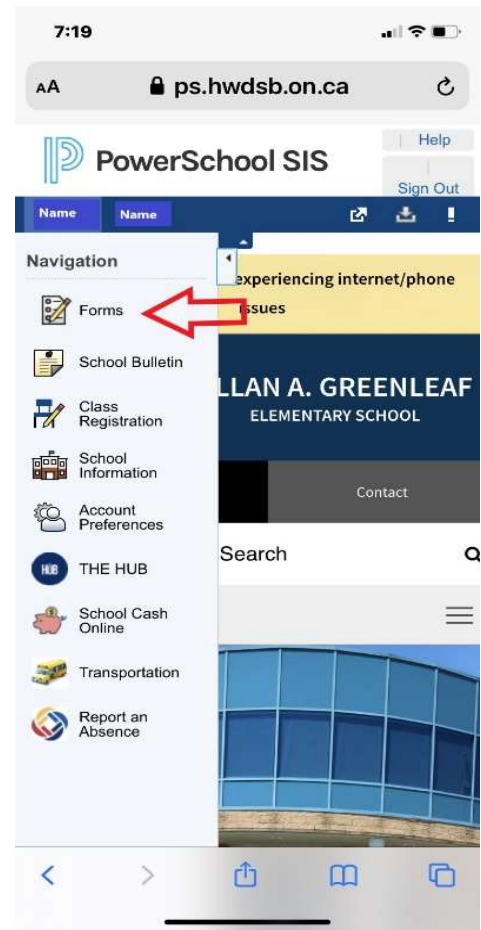 7:19
AA ps.hwdsb.on.ca
PowerSchool SIS
Help
Sign Out
Name Name
Navigation
Forms
School Bulletin
Class
Registration
School
Information
Account
Preferences
HUB THE HUB
School Cash
Online
Transportation
Report an
Absence
experiencing internet/phone
issues
LLAN A. GREENLEAF
ELEMENTARY SCHOOL
Contact
Search